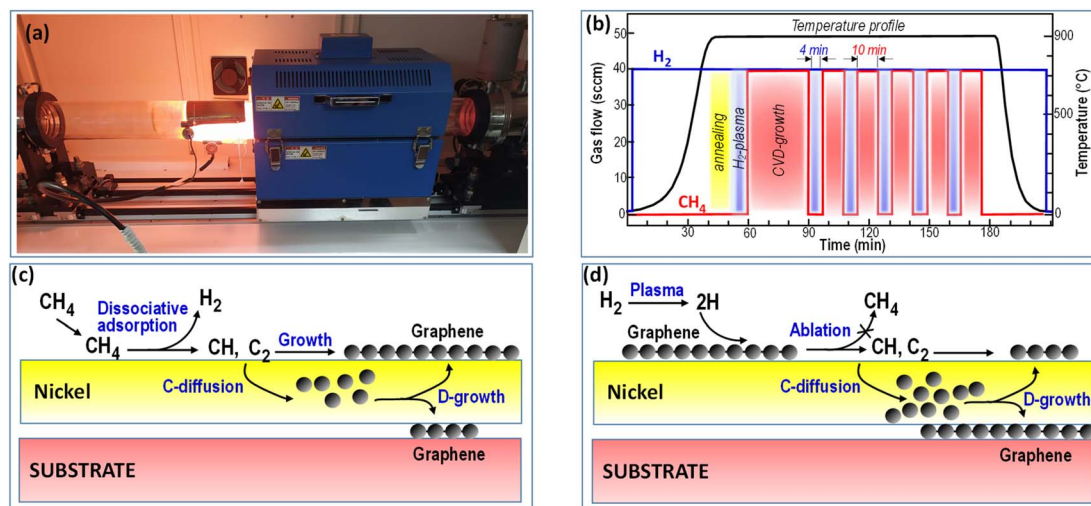 (a)
(b)
Temperature profile
50
40
30
20
10
0
Gas flow (sccm)
H₂
CH₄
annealing
H₂-plasma
CVD-growth
4 min
10 min
900
500
0
Temperature (°C)
30
60
90
120
150
180
Time (min)
(c)
CH₄
Dissociative
adsorption
H₂
CH₄
CH, C₂
Growth
Graphene
Nickel
C-diffusion
D-growth
Graphene
SUBSTRATE
(d)
H₂
Plasma
2H
CH₄
Graphene
Ablation
CH, C₂
Nickel
C-diffusion
D-growth
Graphene
SUBSTRATE